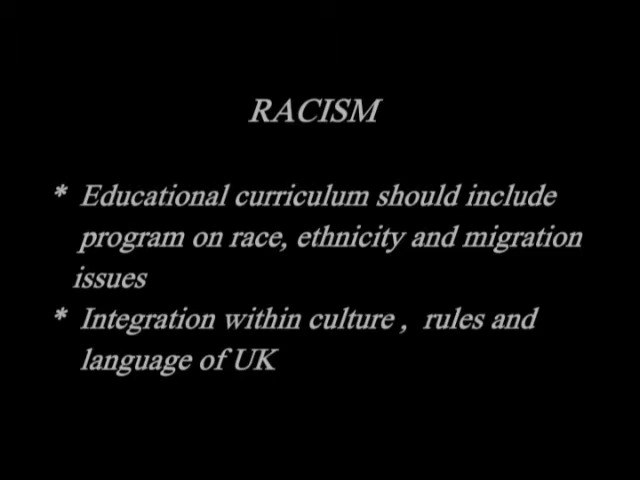 RACISM
* Educational curriculum should include
program on race, ethnicity and migration
issues
* Integration within culture , rules and
language of UK